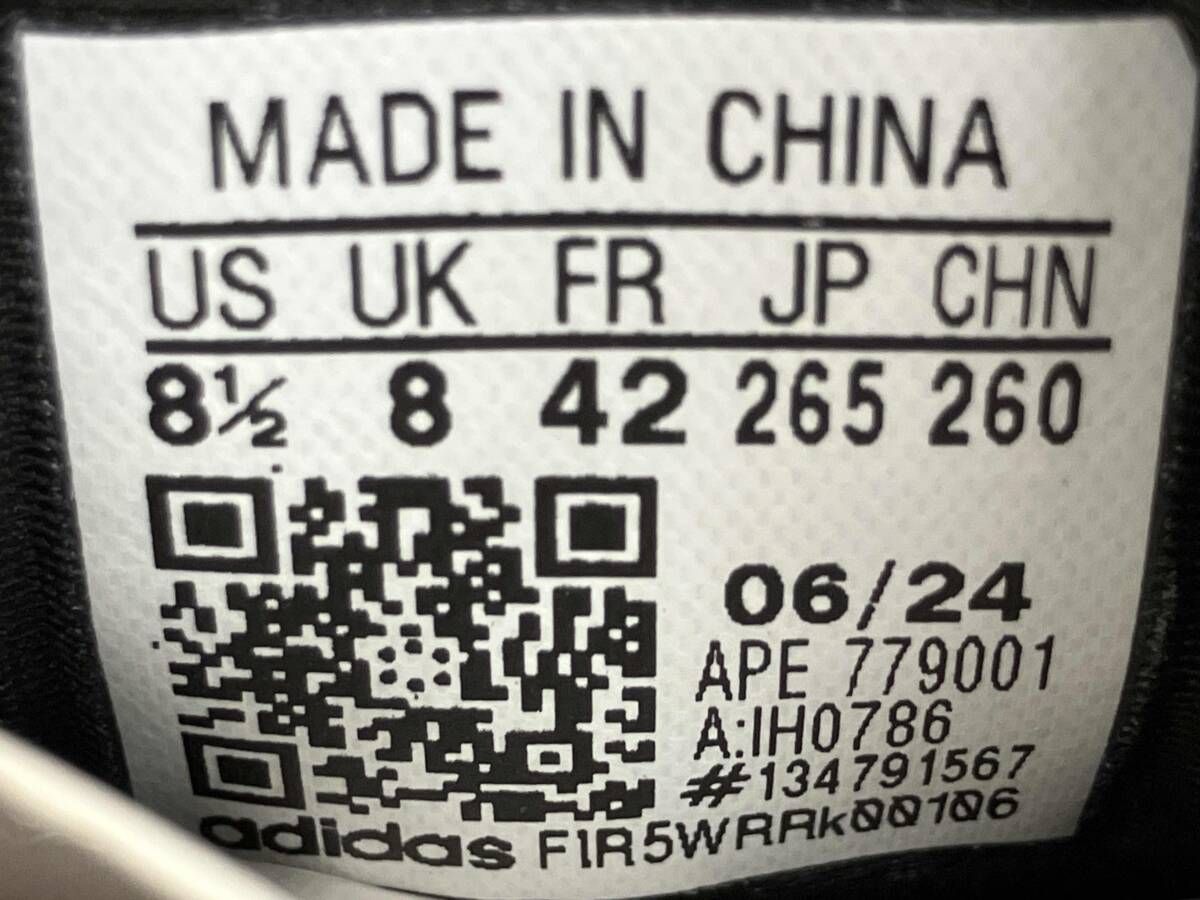 MADE IN CHINA
US UK FR JP CHN
8½ 8 42 265 260
06/24
APE 779001
A:IH0786
#134791567
adidas F1R5WRRk00106